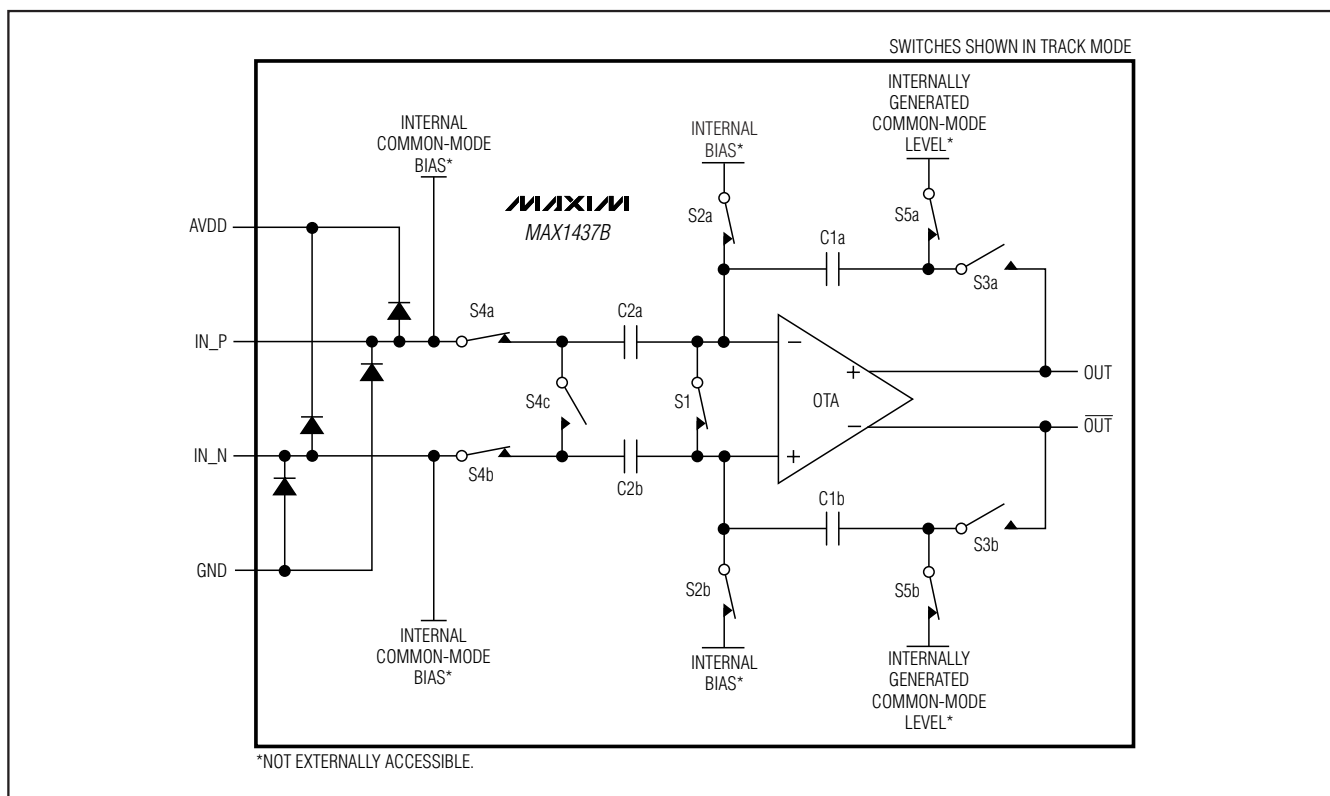 SWITCHES SHOWN IN TRACK MODE
INTERNAL
COMMON-MODE
BIAS*
INTERNAL
BIAS*
INTERNALLY
GENERATED
COMMON-MODE
LEVEL*
MAXIM
MAX1437B
AVDD
S2a
S5a
C1a
S3a
S4a
C2a
IN_P
−
+
OUT
S4c
S1
OTA
−
OUT
IN_N
+
S4b
C2b
C1b
S3b
GND
S2b
S5b
INTERNAL
COMMON-MODE
BIAS*
INTERNAL
BIAS*
INTERNALLY
GENERATED
COMMON-MODE
LEVEL*
*NOT EXTERNALLY ACCESSIBLE.